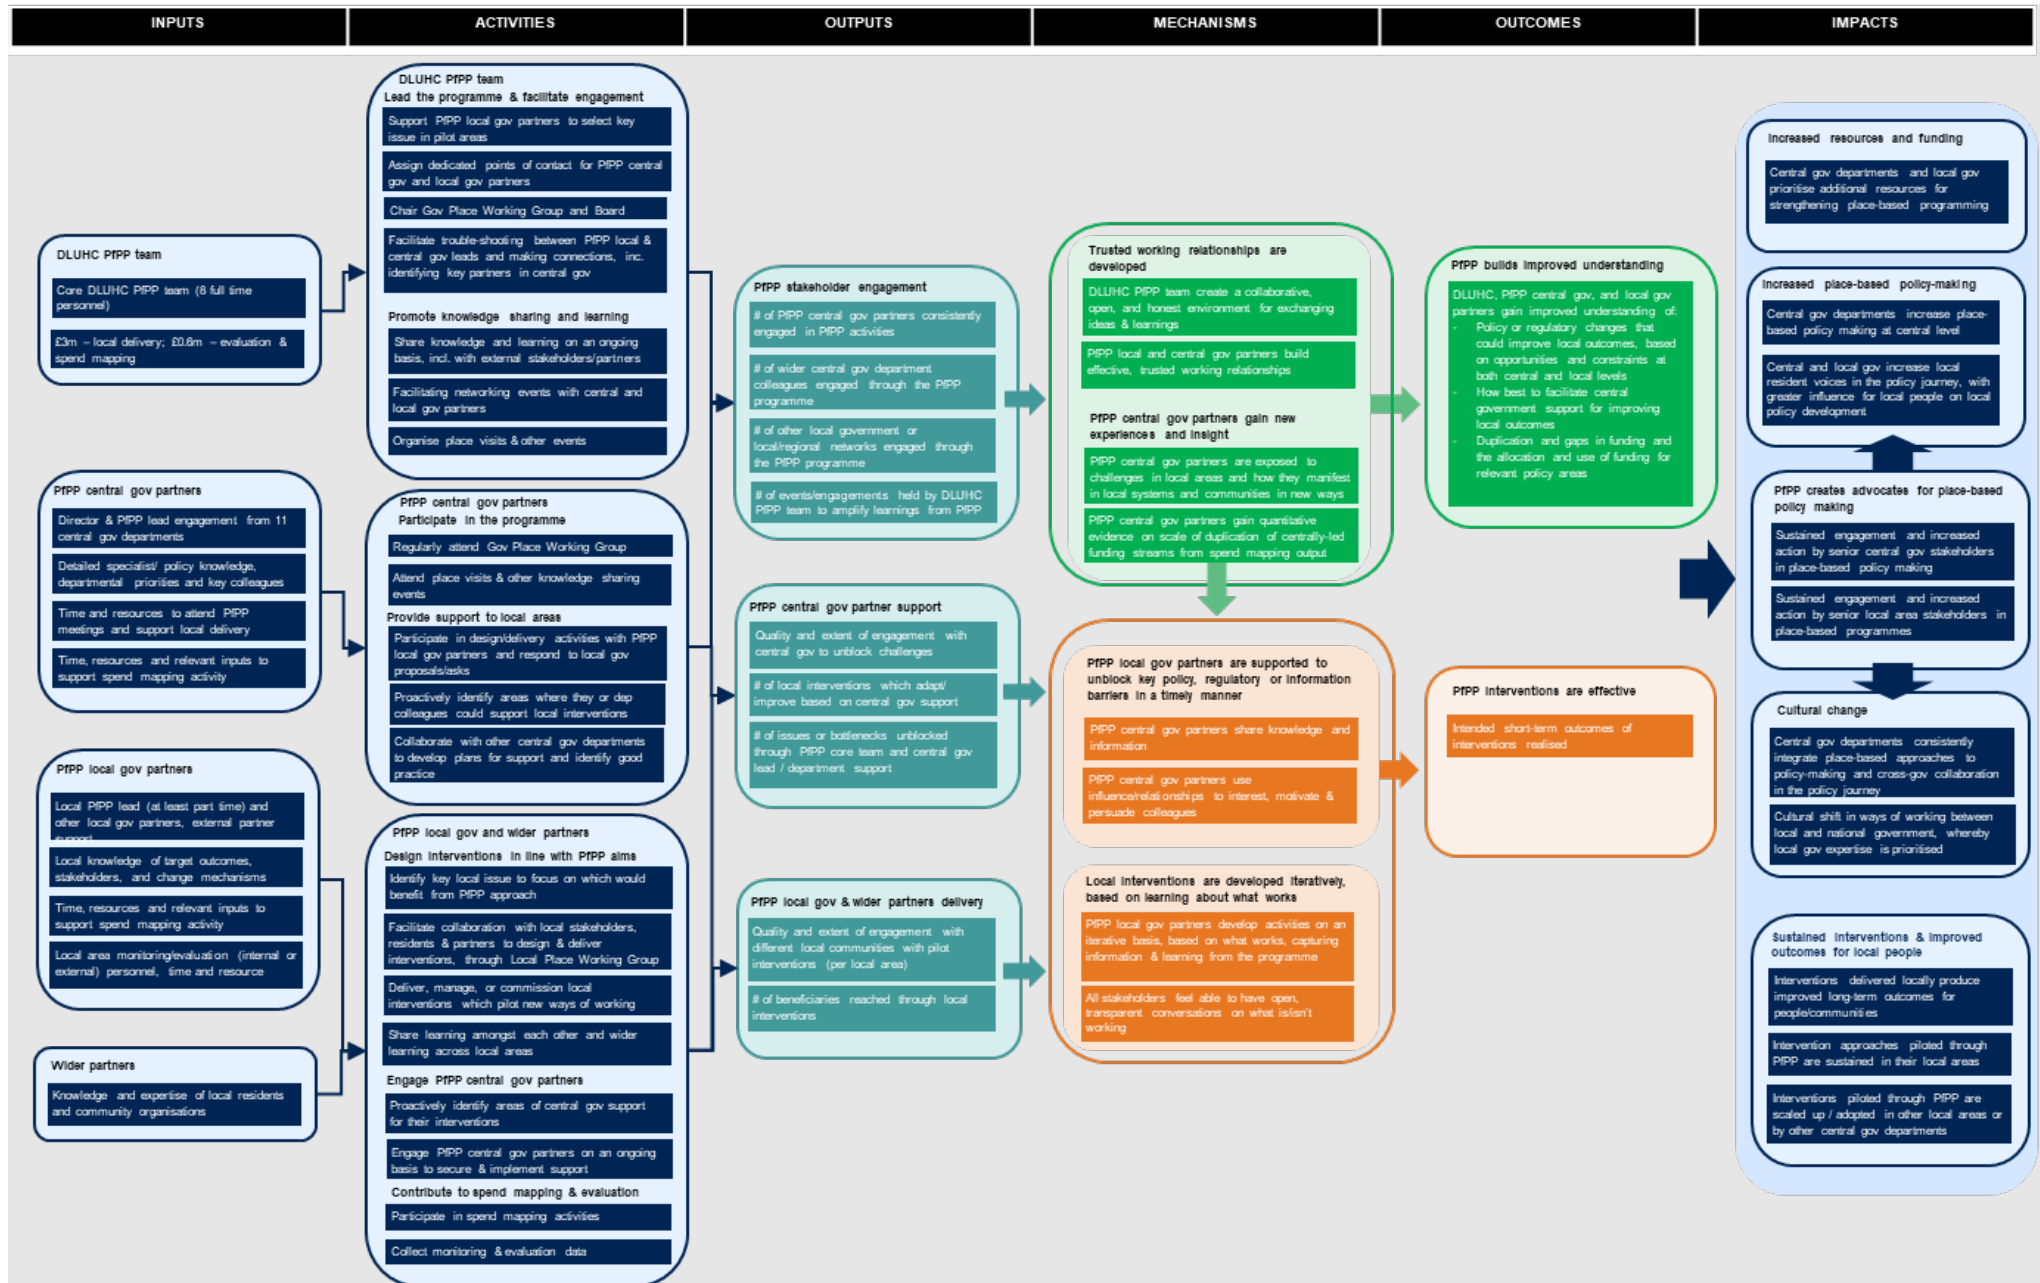 INPUTS
ACTIVITIES
OUTPUTS
MECHANISMS
OUTCOMES
IMPACTS
DLUHC PfPP team
Core DLUHC PfPP team (8 full time
personnel)
£3m – local delivery; £0.6m – evaluation &
spend mapping
PfPP central gov partners
Director & PfPP lead engagement from 11
central gov departments
Detailed specialist/ policy knowledge,
departmental priorities and key colleagues
Time and resources to attend PfPP
meetings and support local delivery
Time, resources and relevant inputs to
support spend mapping activity
PfPP local gov partners
Local PfPP lead (at least part time) and
other local gov partners, external partner
support
Local knowledge of target outcomes,
stakeholders, and change mechanisms
Time, resources and relevant inputs to
support spend mapping activity
Local area monitoring/evaluation (internal or
external) personnel, time and resource
Wider partners
Knowledge and expertise of local residents
and community organisations
DLUHC PfPP team
Lead the programme & facilitate engagement
Support PfPP local gov partners to select key
issue in pilot areas
Assign dedicated points of contact for PfPP central
gov and local gov partners
Chair Gov Place Working Group and Board
Facilitate trouble-shooting between PfPP local &
central gov leads and making connections, inc.
identifying key partners in central gov
Promote knowledge sharing and learning
Share knowledge and learning on an ongoing
basis, incl. with external stakeholders/partners
Facilitating networking events with central and
local gov partners
Organise place visits & other events
PfPP central gov partners
Participate in the programme
Regularly attend Gov Place Working Group
Attend place visits & other knowledge sharing
events
Provide support to local areas
Participate in design/delivery activities with PfPP
local gov partners and respond to local gov
proposals/asks
Proactively identify areas where they or dep
colleagues could support local interventions
Collaborate with other central gov departments
to develop plans for support and identify good
practice
PfPP local gov and wider partners
Design interventions in line with PfPP aims
Identify key local issue to focus on which would
benefit from PfPP approach
Facilitate collaboration with local stakeholders,
residents & partners to design & deliver
interventions, through Local Place Working Group
Deliver, manage, or commission local
interventions which pilot new ways of working
Share learning amongst each other and wider
learning across local areas
Engage PfPP central gov partners
Proactively identify areas of central gov support
for their interventions
Engage PfPP central gov partners on an ongoing
basis to secure & implement support
Contribute to spend mapping & evaluation
Participate in spend mapping activities
Collect monitoring & evaluation data
PfPP stakeholder engagement
# of PfPP central gov partners consistently
engaged in PfPP activities
# of wider central gov department
colleagues engaged through the PfPP
programme
# of other local government or
local/regional networks engaged through
the PfPP programme
# of events/engagements held by DLUHC
PfPP team to amplify learnings from PfPP
PfPP central gov partner support
Quality and extent of engagement with
central gov to unblock challenges
# of local interventions which adapt/
improve based on central gov support
# of issues or bottlenecks unblocked
through PfPP core team and central gov
lead / department support
PfPP local gov & wider partners delivery
Quality and extent of engagement with
different local communities with pilot
interventions (per local area)
# of beneficiaries reached through local
interventions
Trusted working relationships are
developed
DLUHC PfPP team create a collaborative,
open, and honest environment for exchanging
ideas & learnings
PfPP local and central gov partners build
effective, trusted working relationships
PfPP central gov partners gain new
experiences and insight
PfPP central gov partners are exposed to
challenges in local areas and how they manifest
in local systems and communities in new ways
PfPP central gov partners gain quantitative
evidence on scale of duplication of centrally-led
funding streams from spend mapping output
PfPP local gov partners are supported to
unblock key policy, regulatory or information
barriers in a timely manner
PfPP central gov partners share knowledge and
information
PfPP central gov partners use
influence/relationships to interest, motivate &
persuade colleagues
Local interventions are developed iteratively,
based on learning about what works
PfPP local gov partners develop activities on an
iterative basis, based on what works, capturing
information & learning from the programme
All stakeholders feel able to have open,
transparent conversations on what is/isn't
working
PfPP builds improved understanding
DLUHC, PfPP central gov, and local gov
partners gain improved understanding of:
- Policy or regulatory changes that
could improve local outcomes, based
on opportunities and constraints at
both central and local levels
- How best to facilitate central
government support for improving
local outcomes
- Duplication and gaps in funding and
the allocation and use of funding for
relevant policy areas
PfPP interventions are effective
Intended short-term outcomes of
interventions realised
Increased resources and funding
Central gov departments and local gov
prioritise additional resources for
strengthening place-based programming
Increased place-based policy-making
Central gov departments increase place-
based policy making at central level
Central and local gov increase local
resident voices in the policy journey, with
greater influence for local people on local
policy development
PfPP creates advocates for place-based
policy making
Sustained engagement and increased
action by senior central gov stakeholders
in place-based policy making
Sustained engagement and increased
action by senior local area stakeholders in
place-based programmes
Cultural change
Central gov departments consistently
integrate place-based approaches to
policy-making and cross-gov collaboration
in the policy journey
Cultural shift in ways of working between
local and national government, whereby
local gov expertise is prioritised
Sustained interventions & improved
outcomes for local people
Interventions delivered locally produce
improved long-term outcomes for
people/communities
Intervention approaches piloted through
PfPP are sustained in their local areas
Interventions piloted through PfPP are
scaled up / adopted in other local areas or
by other central gov departments